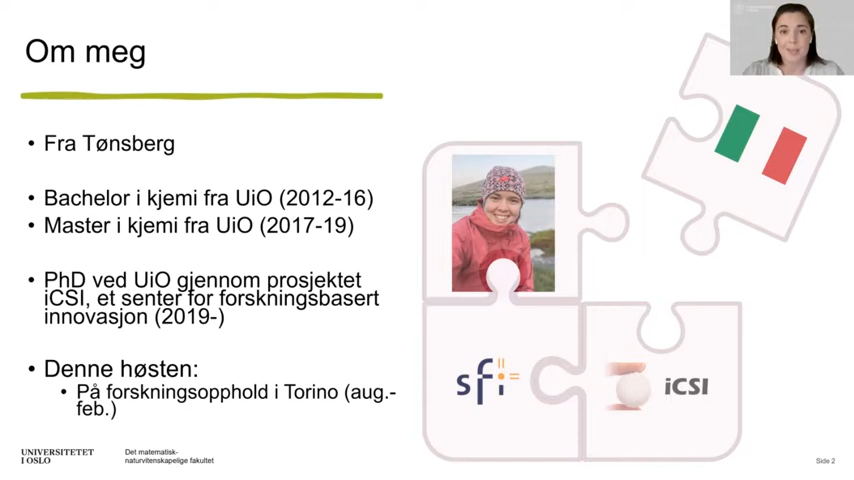 Om meg
• Fra Tønsberg
• Bachelor i kjemi fra UiO (2012-16)
• Master i kjemi fra UiO (2017-19)
• PhD ved UiO gjennom prosjektet
iCSI, et senter for forskningsbasert
innovasjon (2019-)
• Denne høsten:
• På forskningsopphold i Torino (aug.-
feb.)
sfi
iCSI
UNIVERSITETET
I OSLO
Det matematisk-
naturvitenskapelige fakultet
Side 2